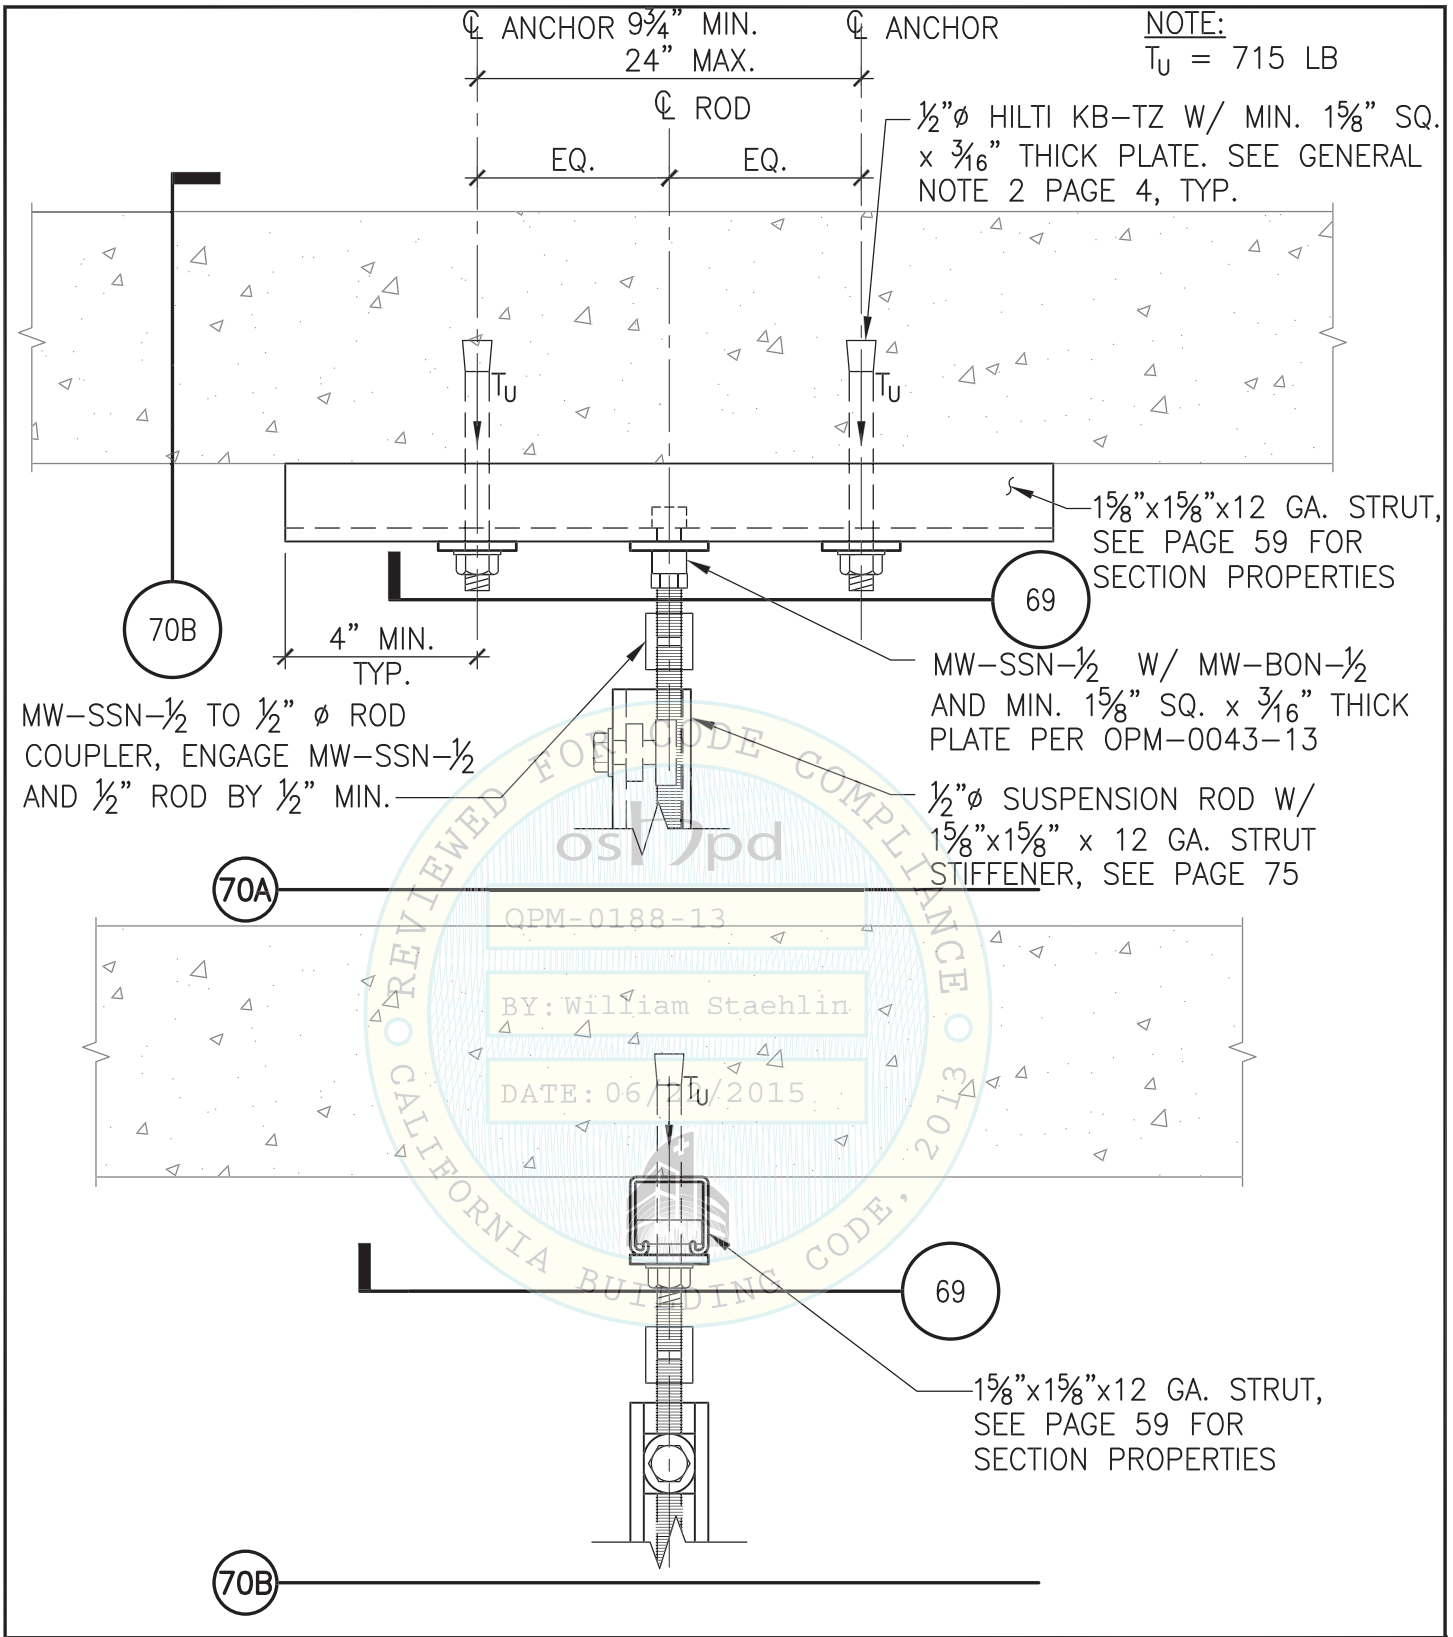 ℄ ANCHOR 9¾" MIN.
24" MAX.
℄ ANCHOR
NOTE:
TU = 715 LB
℄ ROD
EQ. EQ.
½"ø HILTI KB-TZ W/ MIN. 1⅝" SQ.
x 3⁄16" THICK PLATE. SEE GENERAL
NOTE 2 PAGE 4, TYP.
TU
TU
1⅝"x1⅝"x12 GA. STRUT,
SEE PAGE 59 FOR
SECTION PROPERTIES
70B
69
4" MIN.
TYP.
MW-SSN-½ W/ MW-BON-½
AND MIN. 1⅝" SQ. x 3⁄16" THICK
PLATE PER OPM-0043-13
MW-SSN-½ TO ½" ø ROD
COUPLER, ENGAGE MW-SSN-½
AND ½" ROD BY ½" MIN.
½"ø SUSPENSION ROD W/
1⅝"x1⅝" x 12 GA. STRUT
STIFFENER, SEE PAGE 75
70A
REVIEWED FOR CODE COMPLIANCE
oshpd
OPM-0188-13
BY: William Staehlin
DATE: 06/22/2015
CALIFORNIA BUILDING CODE, 2013
TU
69
1⅝"x1⅝"x12 GA. STRUT,
SEE PAGE 59 FOR
SECTION PROPERTIES
70B